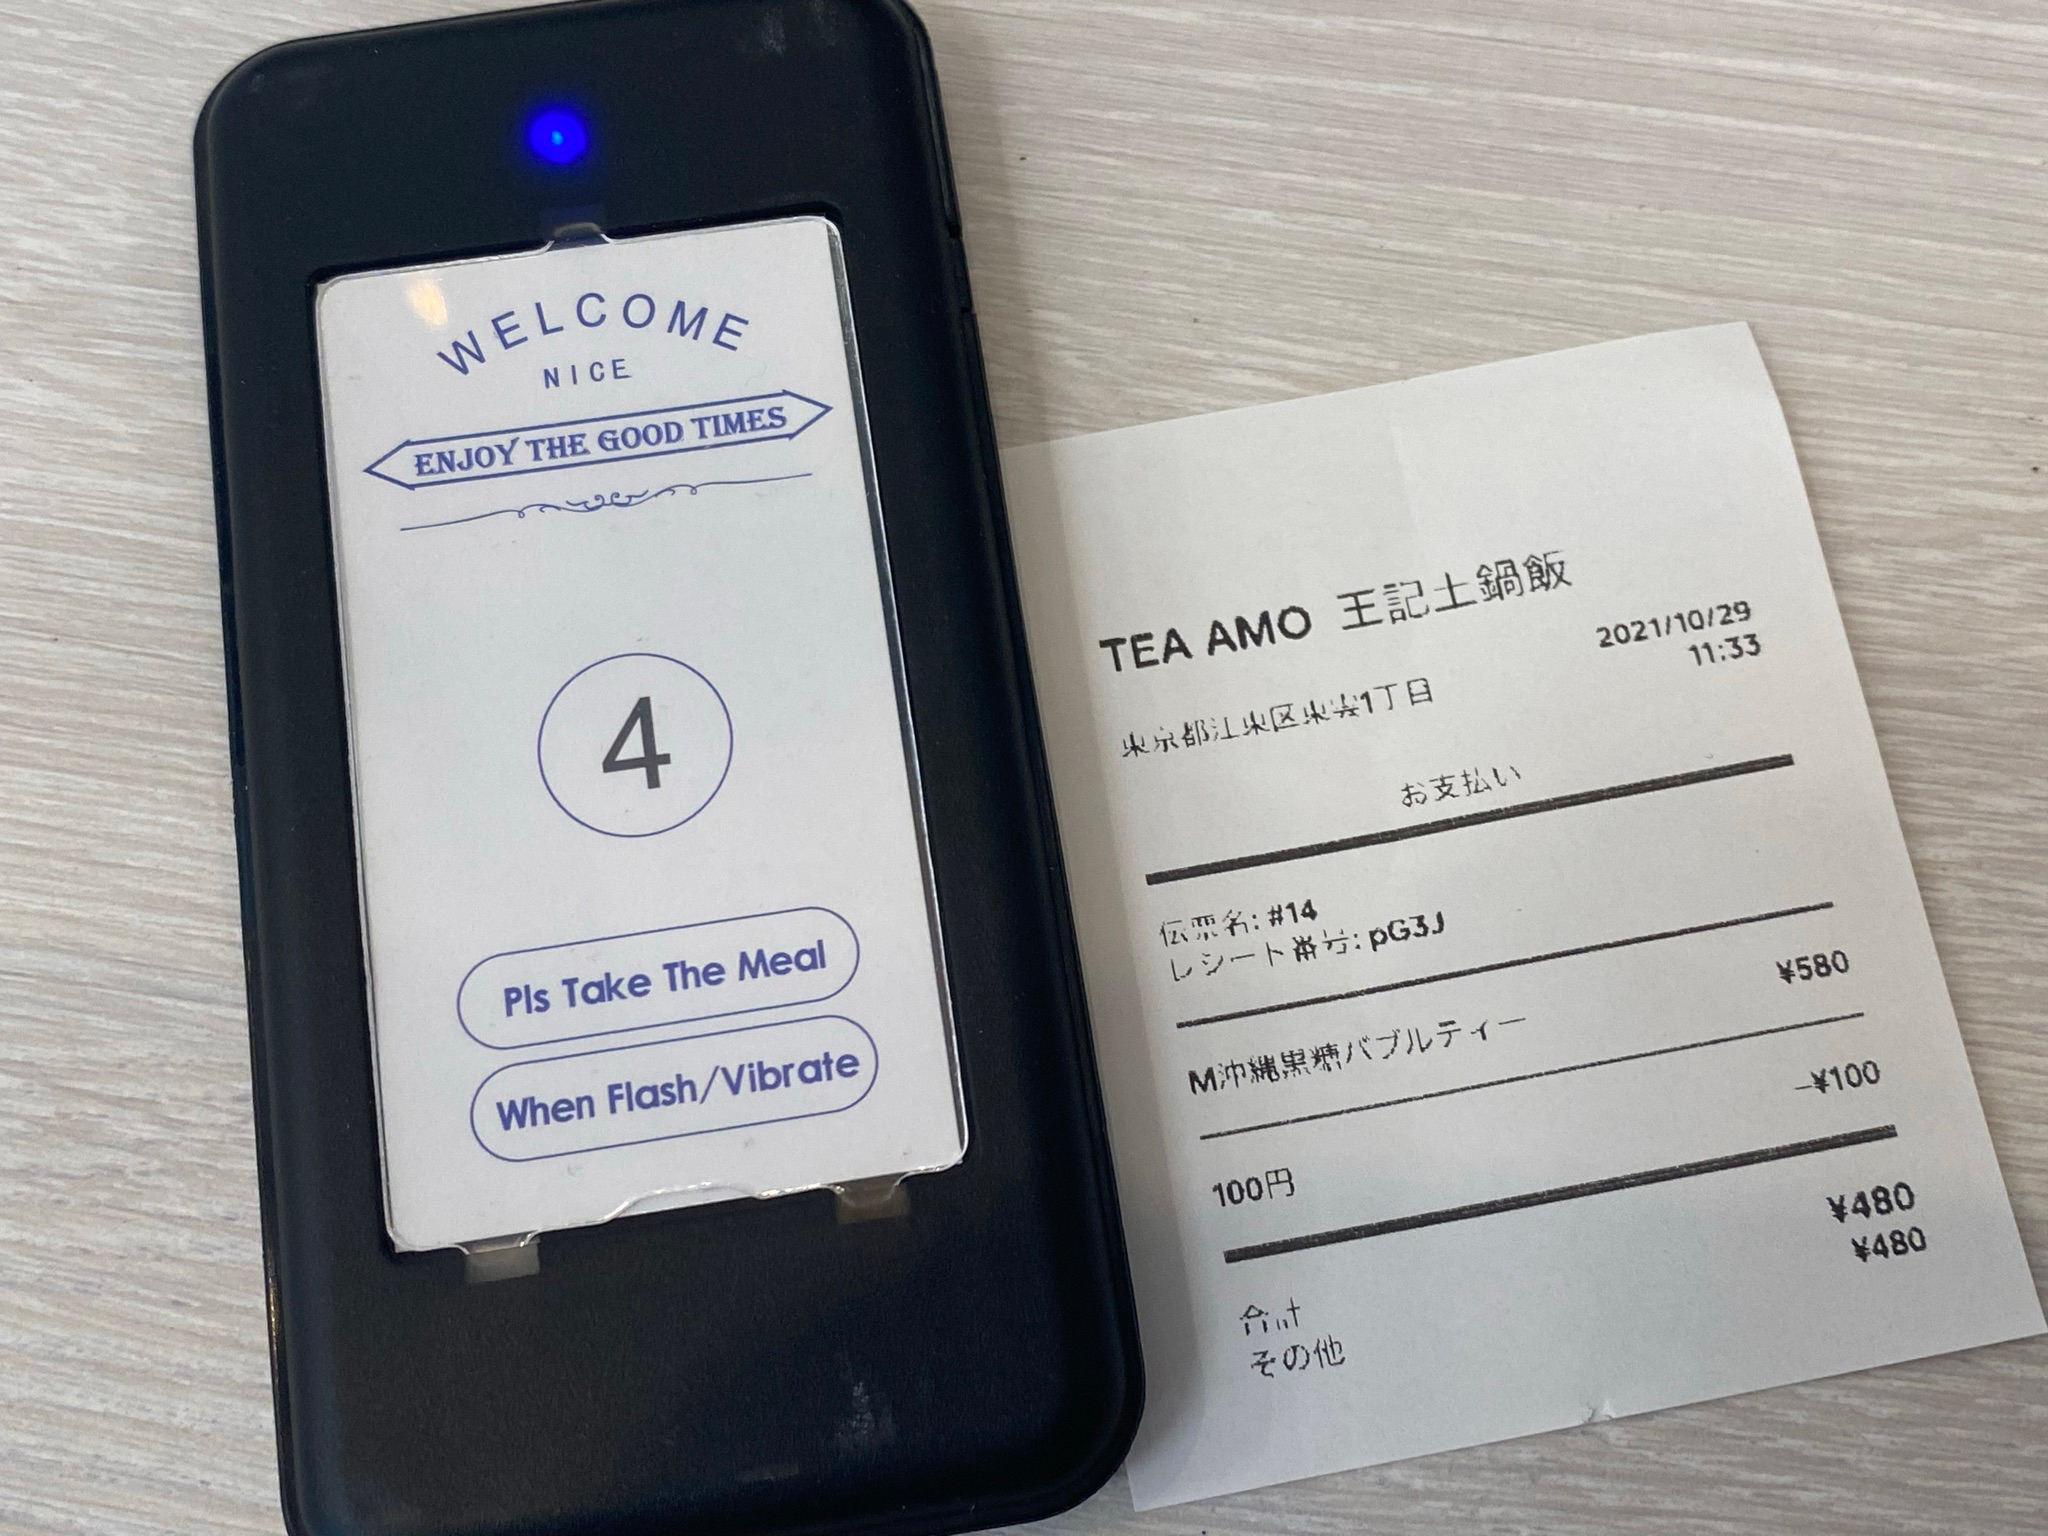 WELCOME
NICE
ENJOY THE GOOD TIMES
4
Pls Take The Meal
When Flash/Vibrate
TEA AMO 王記土鍋飯
2021/10/29
11:33
東京都江東区東雲1丁目
お支払い
伝票名: #14
レシート番号: pG3J
¥580
M沖縄黒糖バブルティー
-¥100
100円
¥480
¥480
合計
その他